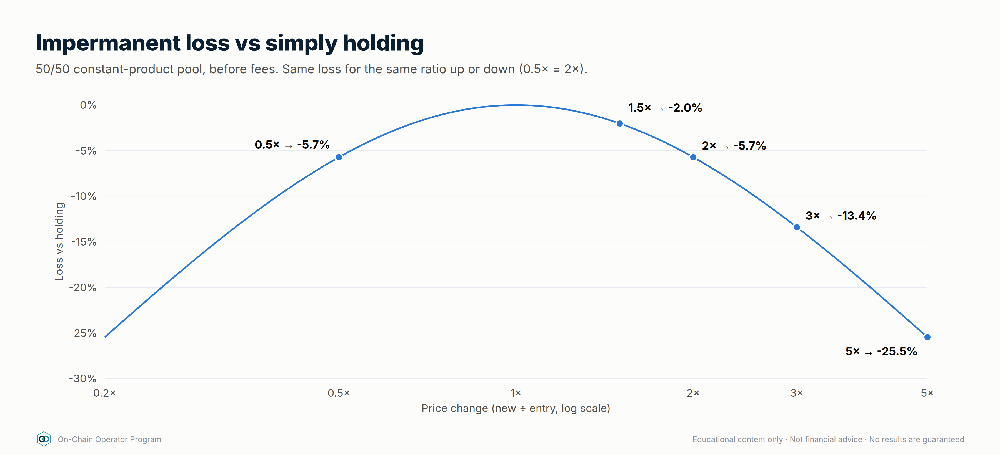 Impermanent loss vs simply holding
50/50 constant-product pool, before fees. Same loss for the same ratio up or down (0.5× = 2×).
0%
1.5× → -2.0%
0.5× → -5.7%
2× → -5.7%
-5%
-10%
3× → -13.4%
Loss vs holding
-15%
-20%
-25%
5× → -25.5%
-30%
0.2× 0.5× 1× 2× 3× 5×
Price change (new ÷ entry, log scale)
On-Chain Operator Program
Educational content only · Not financial advice · No results are guaranteed